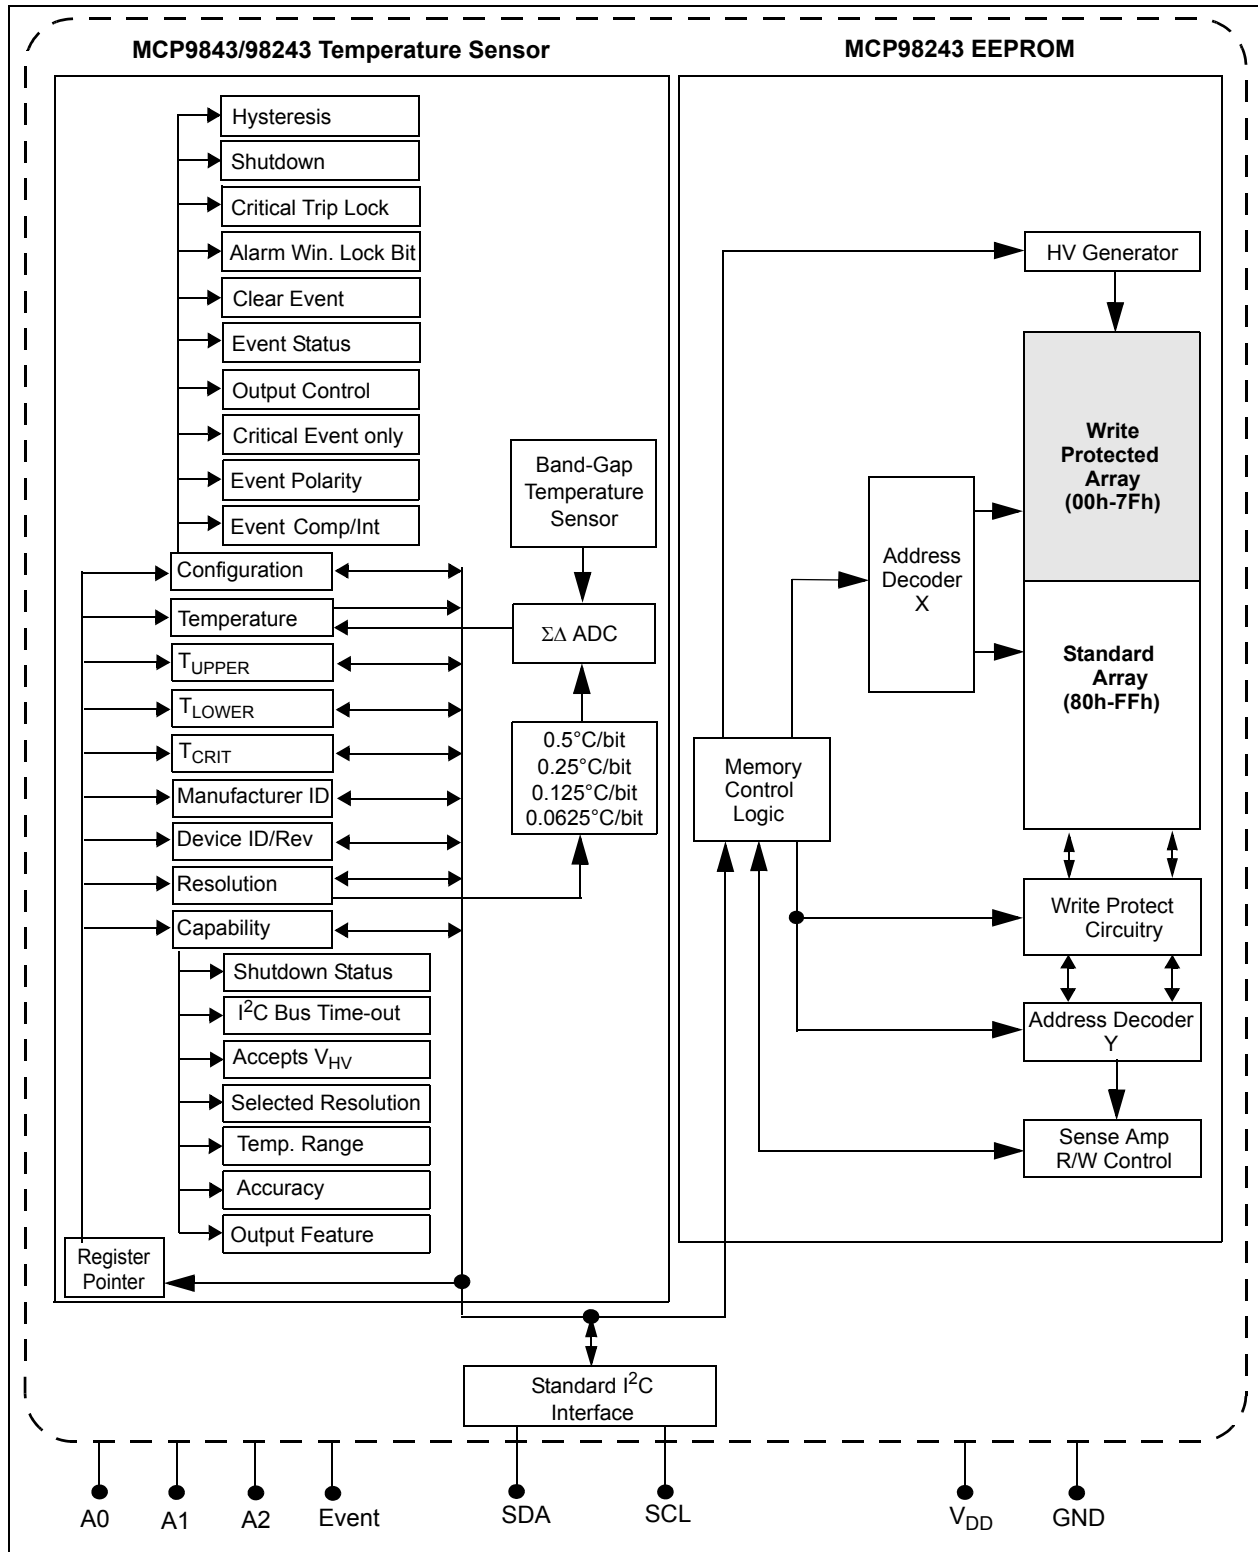 MCP9843/98243 Temperature Sensor
Hysteresis
Shutdown
Critical Trip Lock
Alarm Win. Lock Bit
Clear Event
Event Status
Output Control
Critical Event only
Event Polarity
Event Comp/Int
Configuration
Temperature
TUPPER
TLOWER
TCRIT
Manufacturer ID
Device ID/Rev
Resolution
Capability
Shutdown Status
I²C Bus Time-out
Accepts VHV
Selected Resolution
Temp. Range
Accuracy
Output Feature
Register
Pointer
Band-Gap
Temperature
Sensor
ΣΔ ADC
0.5°C/bit
0.25°C/bit
0.125°C/bit
0.0625°C/bit
MCP98243 EEPROM
HV Generator
Write
Protected
Array
(00h-7Fh)
Address
Decoder
X
Standard
Array
(80h-FFh)
Memory
Control
Logic
Write Protect
Circuitry
Address Decoder
Y
Sense Amp
R/W Control
Standard I²C
Interface
A0
A1
A2
Event
SDA
SCL
VDD
GND